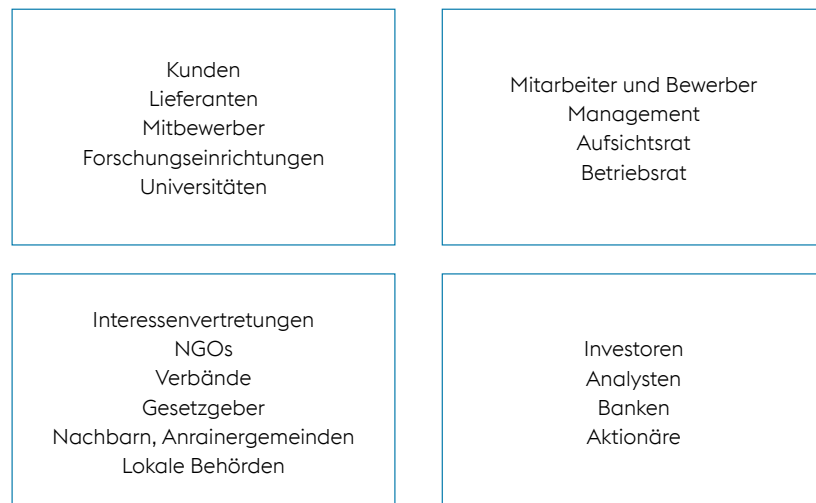 Kunden
Lieferanten
Mitbewerber
Forschungseinrichtungen
Universitäten
Mitarbeiter und Bewerber
Management
Aufsichtsrat
Betriebsrat
Interessenvertretungen
NGOs
Verbände
Gesetzgeber
Nachbarn, Anrainergemeinden
Lokale Behörden
Investoren
Analysten
Banken
Aktionäre